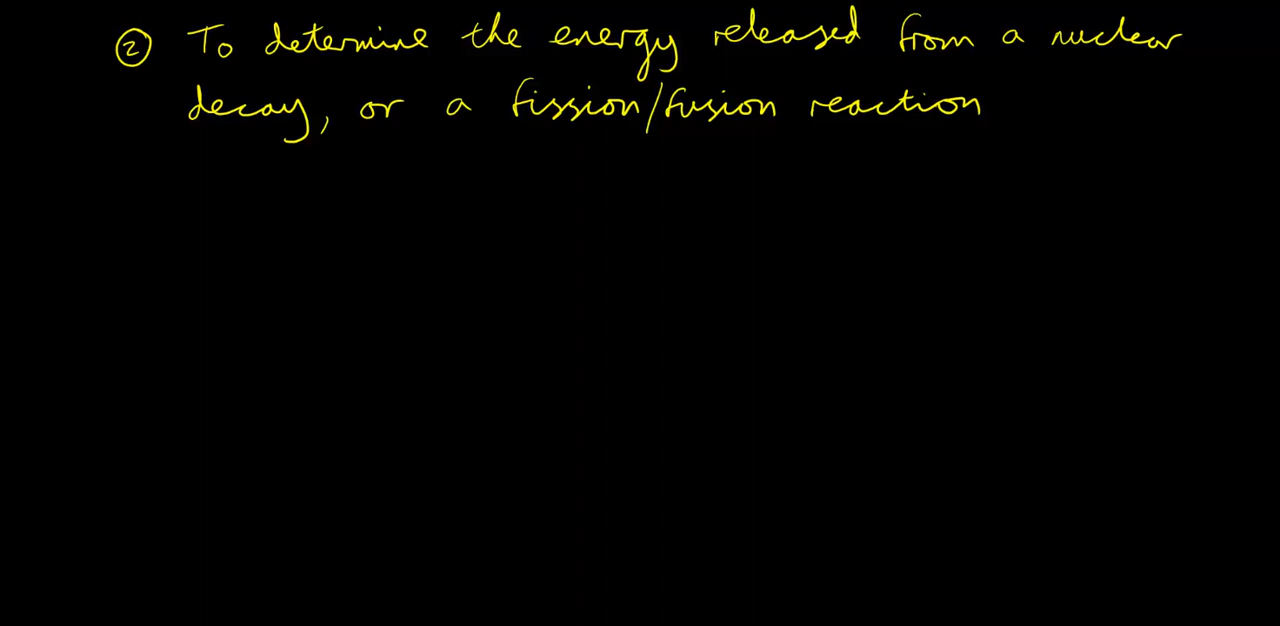 ② To determine the energy released from a nuclear
decay, or a fission/fusion reaction